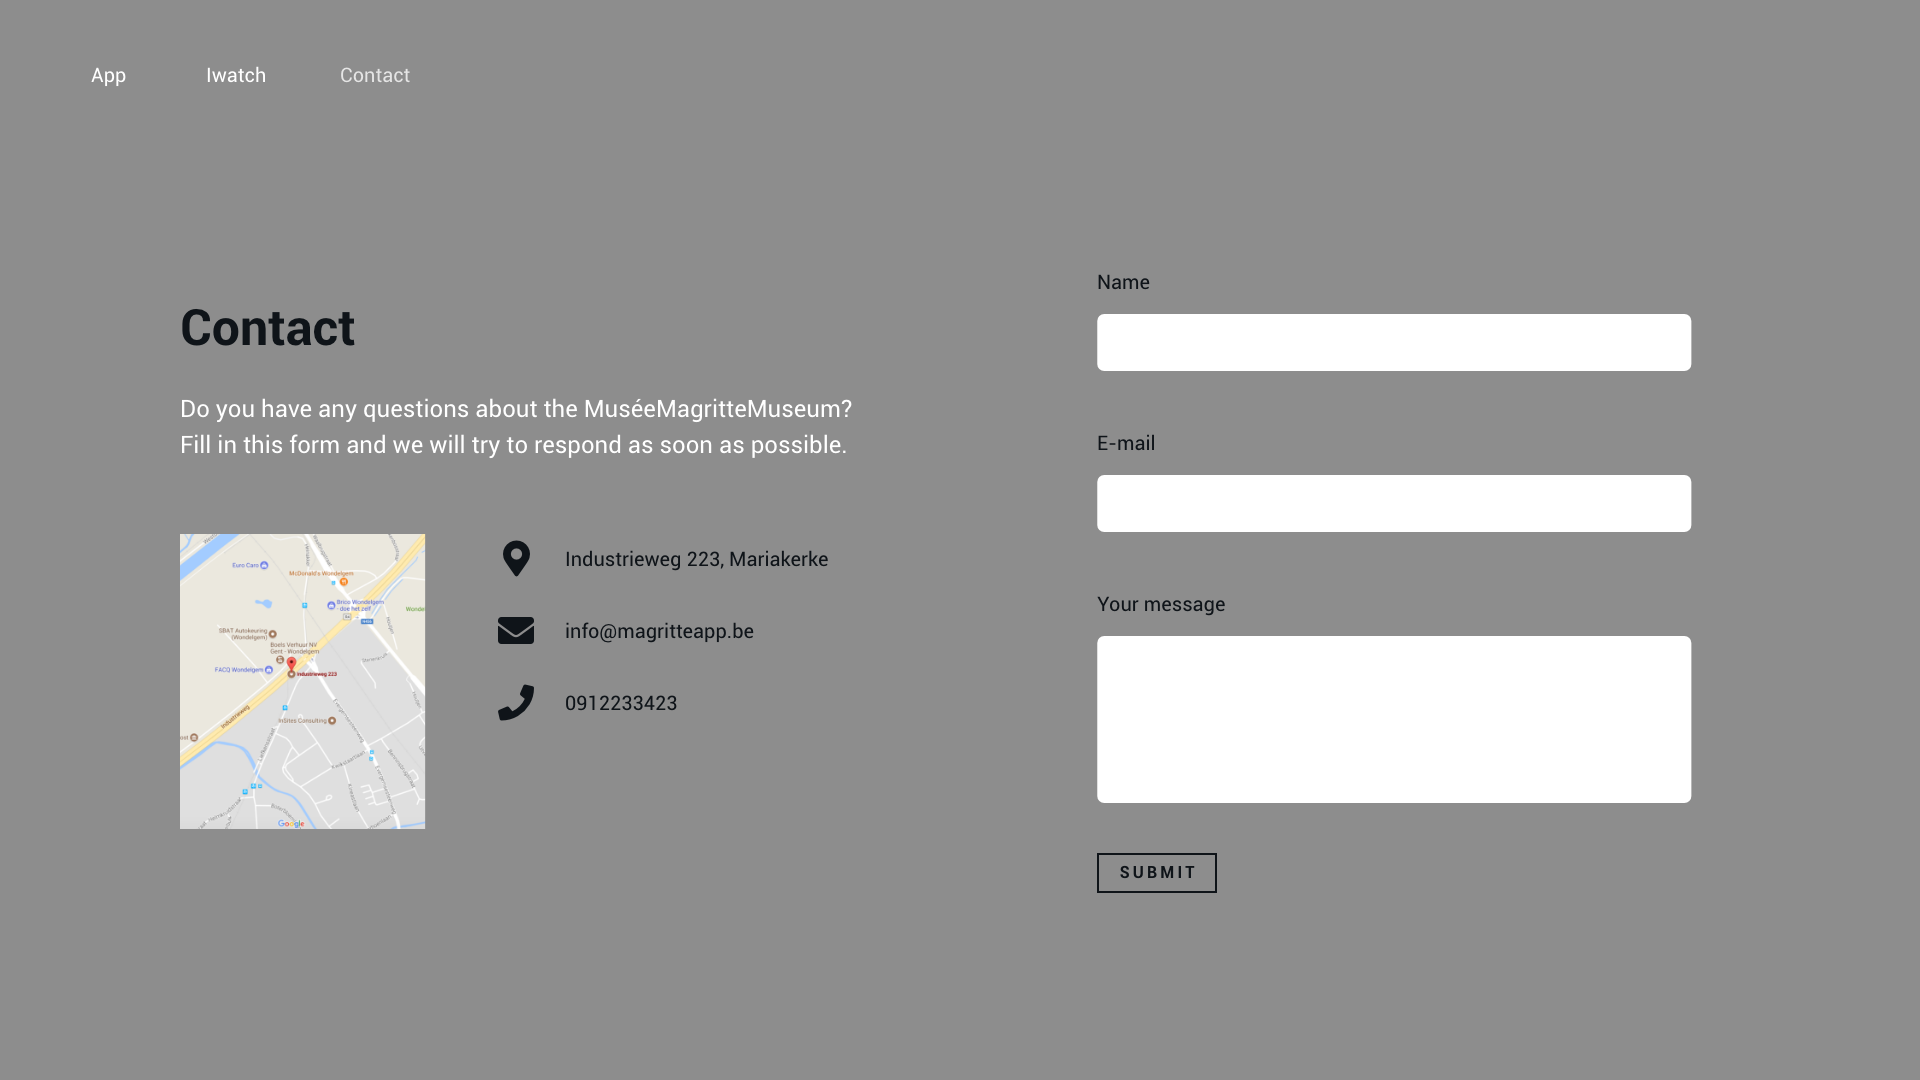 App
Iwatch
Contact
Contact
Do you have any questions about the MuséeMagritteMuseum?
Fill in this form and we will try to respond as soon as possible.
Euro Caro
McDonald's Wondelgem
Brico Wondelgem
- doe het zelf
Wonde
SBAT Autokeuring
(Wondelgem)
Boels Verhuur NV
Gent - Wondelgem
FACQ Wondelgem
Industrieweg 223
Industrieweg
InSites Consulting
Google
Industrieweg 223, Mariakerke
info@magritteapp.be
0912233423
Name
E-mail
Your message
SUBMIT